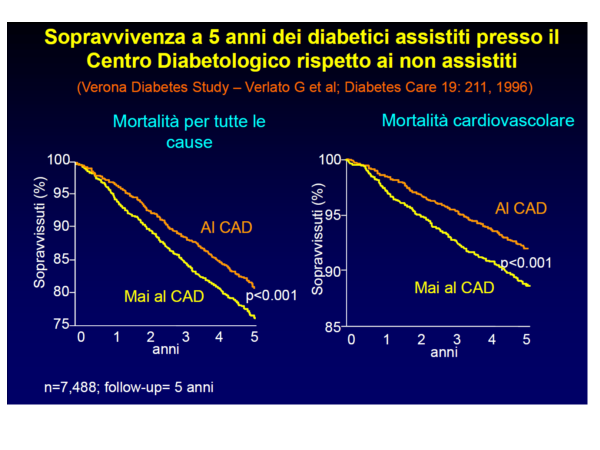 Sopravvivenza a 5 anni dei diabetici assistiti presso il
Centro Diabetologico rispetto ai non assistiti
(Verona Diabetes Study – Verlato G et al; Diabetes Care 19: 211, 1996)
Mortalità per tutte le
cause
Sopravvissuti (%)
100
95
90
85
80
75
Al CAD
Mai al CAD
p<0.001
0 1 2 3 4 5
anni
Mortalità cardiovascolare
Sopravvissuti (%)
100
95
90
85
Al CAD
p<0.001
Mai al CAD
0 1 2 3 4 5
anni
n=7,488; follow-up= 5 anni